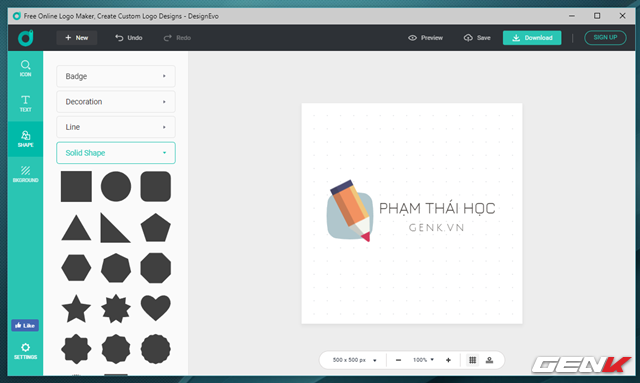 Free Online Logo Maker, Create Custom Logo Designs - DesignEvo
+ New
Undo
Redo
Preview
Save
Download
SIGN UP
ICON
TEXT
SHAPE
BKGROUND
Like
SETTINGS
Badge
Decoration
Line
Solid Shape
PHẠM THÁI HỌC
GENK.VN
500 x 500 px
100%
GENK